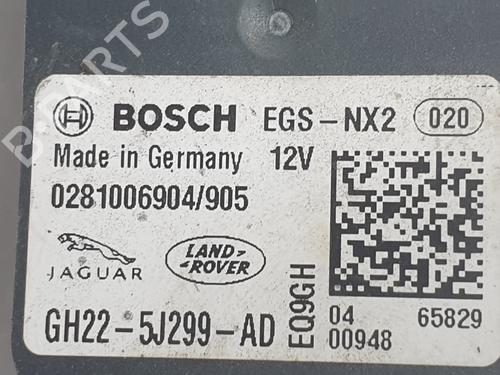 B-PARTS
BOSCH EGS-NX2 020
Made in Germany 12V
0281006904/905
JAGUAR
LAND-
ROVER
GH22-5J299-AD
EQ9GH
04 65829
00948